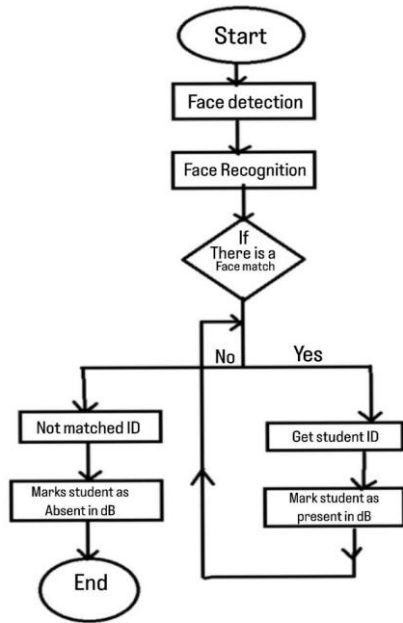 Start
Face detection
Face Recognition
If
There is a
Face match
No
Yes
Not matched ID
Get student ID
Marks student as
Absent in dB
Mark student as
present in dB
End